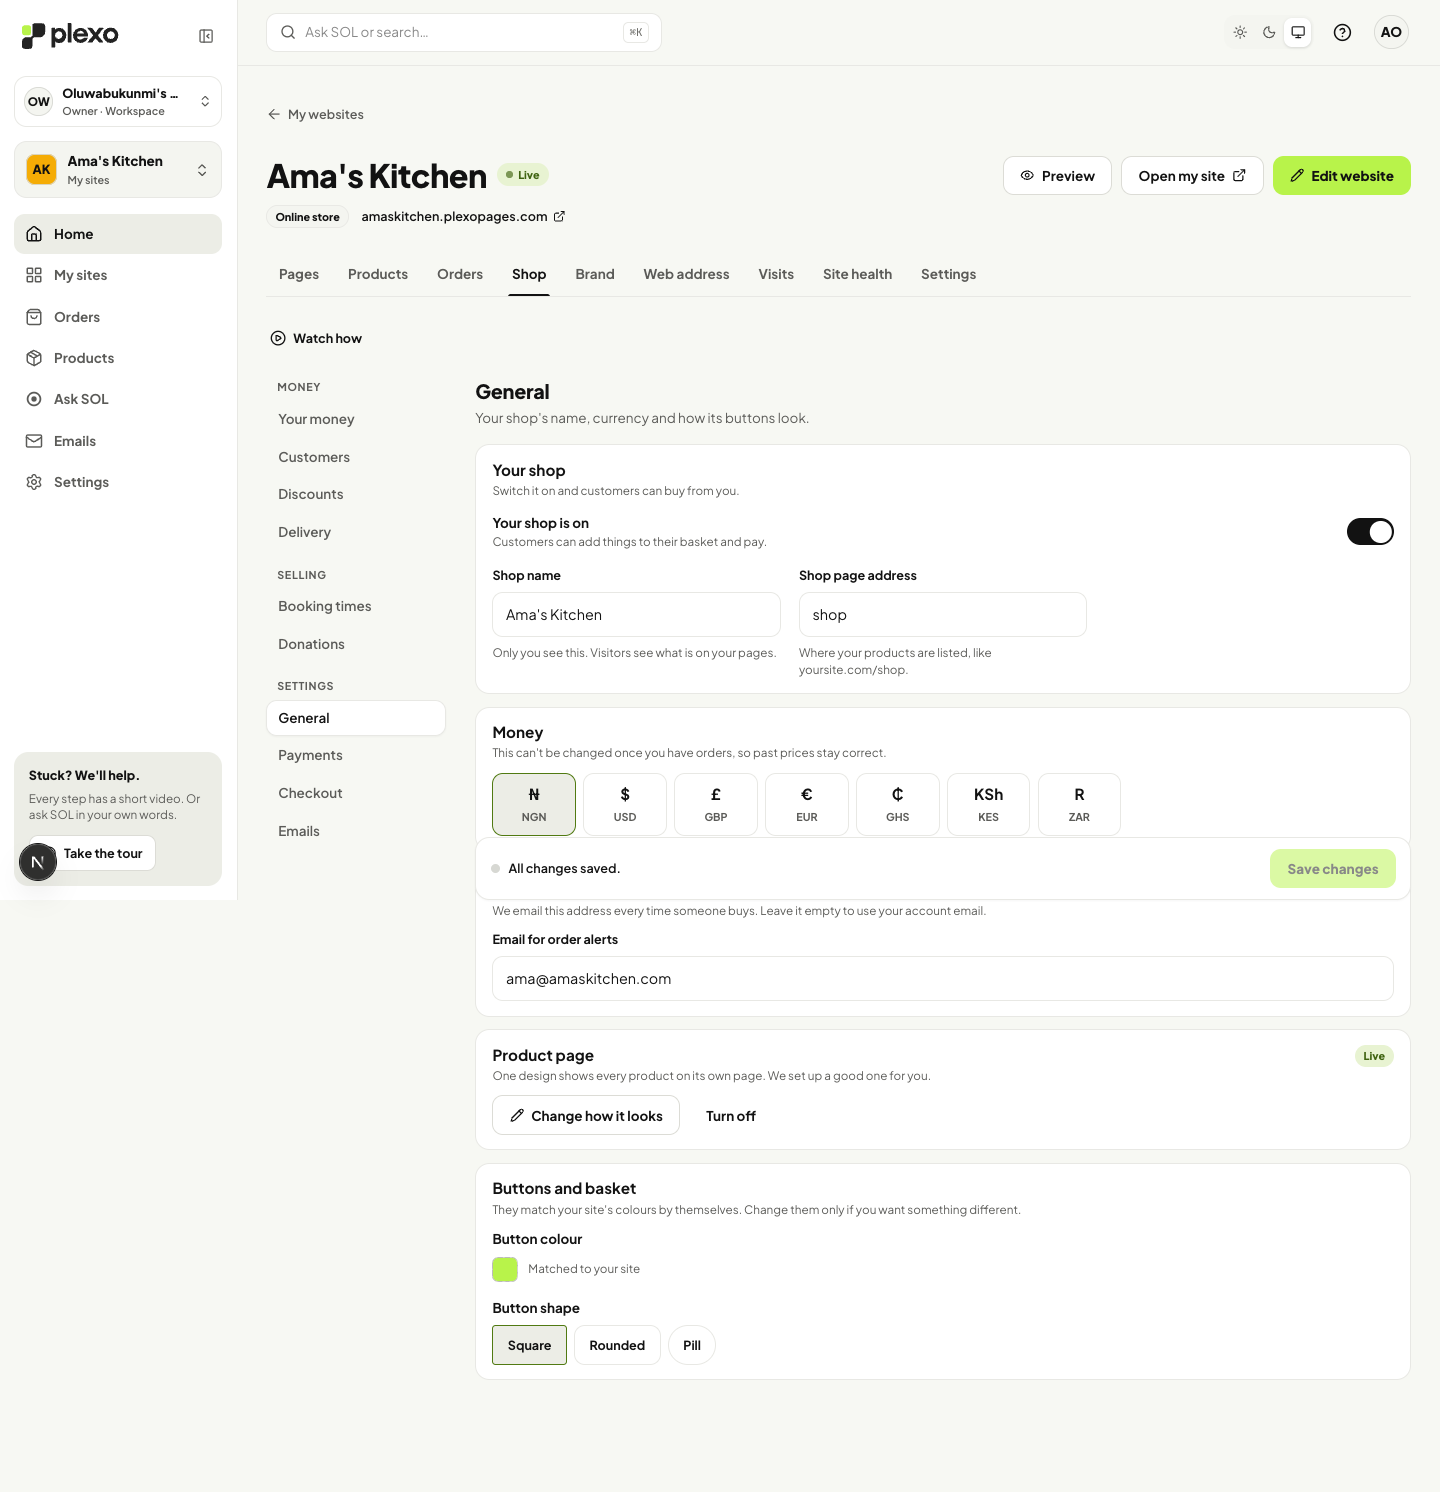 plexo
Ask SOL or search...
⌘K
AO
OW
Oluwabukunmi's ...
Owner · Workspace
AK
Ama's Kitchen
My sites
Home
My sites
Orders
Products
Ask SOL
Emails
Settings
Stuck? We'll help.
Every step has a short video. Or
ask SOL in your own words.
Take the tour
N
My websites
Ama's Kitchen
Live
Preview
Open my site
Edit website
Online store
amaskitchen.plexopages.com
Pages
Products
Orders
Shop
Brand
Web address
Visits
Site health
Settings
Watch how
MONEY
Your money
Customers
Discounts
Delivery
SELLING
Booking times
Donations
SETTINGS
General
Payments
Checkout
Emails
General
Your shop's name, currency and how its buttons look.
Your shop
Switch it on and customers can buy from you.
Your shop is on
Customers can add things to their basket and pay.
Shop name
Ama's Kitchen
Only you see this. Visitors see what is on your pages.
Shop page address
shop
Where your products are listed, like
yoursite.com/shop.
Money
This can't be changed once you have orders, so past prices stay correct.
₦
NGN
$
USD
£
GBP
€
EUR
₵
GHS
KSh
KES
R
ZAR
All changes saved.
Save changes
We email this address every time someone buys. Leave it empty to use your account email.
Email for order alerts
ama@amaskitchen.com
Product page
Live
One design shows every product on its own page. We set up a good one for you.
Change how it looks
Turn off
Buttons and basket
They match your site's colours by themselves. Change them only if you want something different.
Button colour
Matched to your site
Button shape
Square
Rounded
Pill